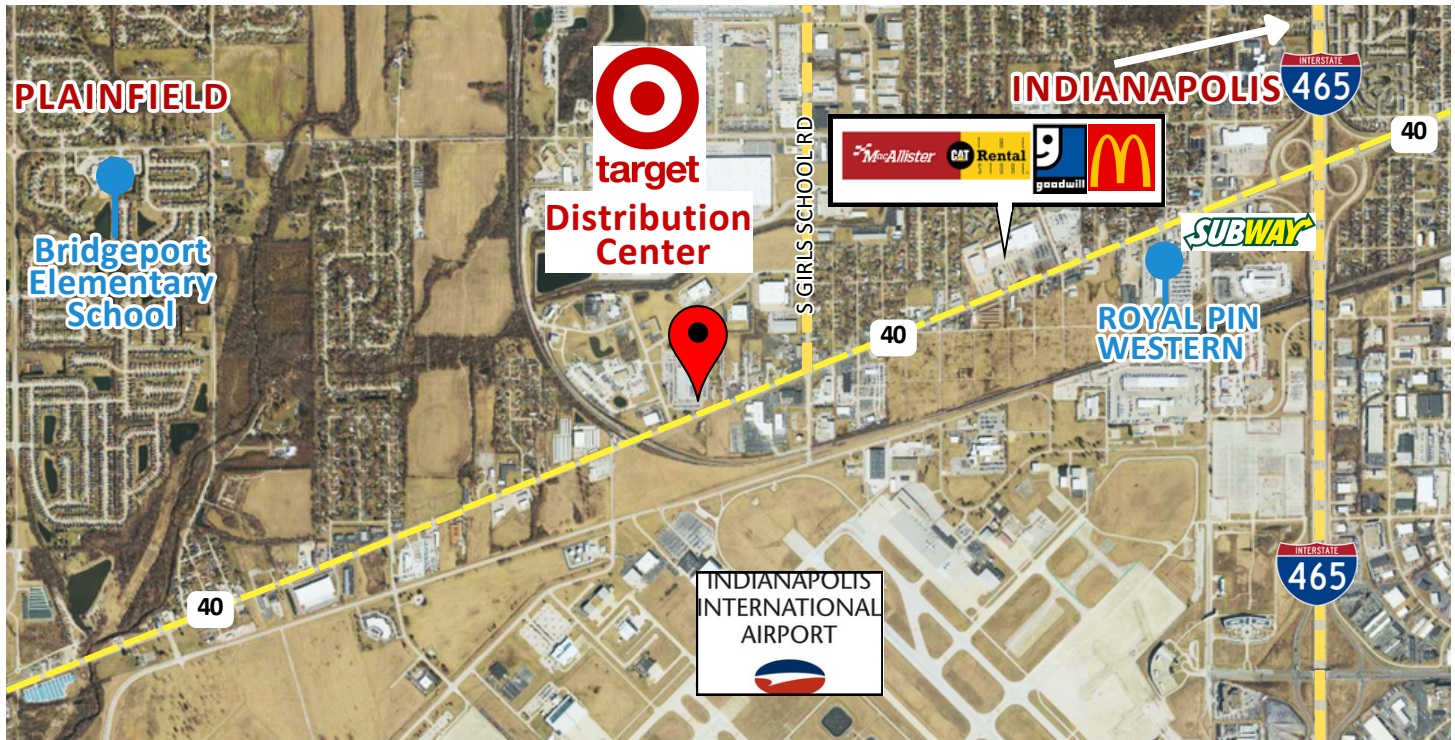 PLAINFIELD
Bridgeport
Elementary
School
target
Distribution
Center
S GIRLS SCHOOL RD
MacAllister
CAT
THE
Rental
STORE
goodwill
INDIANAPOLIS
INTERSTATE
465
40
SUBWAY
ROYAL PIN
WESTERN
40
INTERSTATE
465
40
INDIANAPOLIS
INTERNATIONAL
AIRPORT